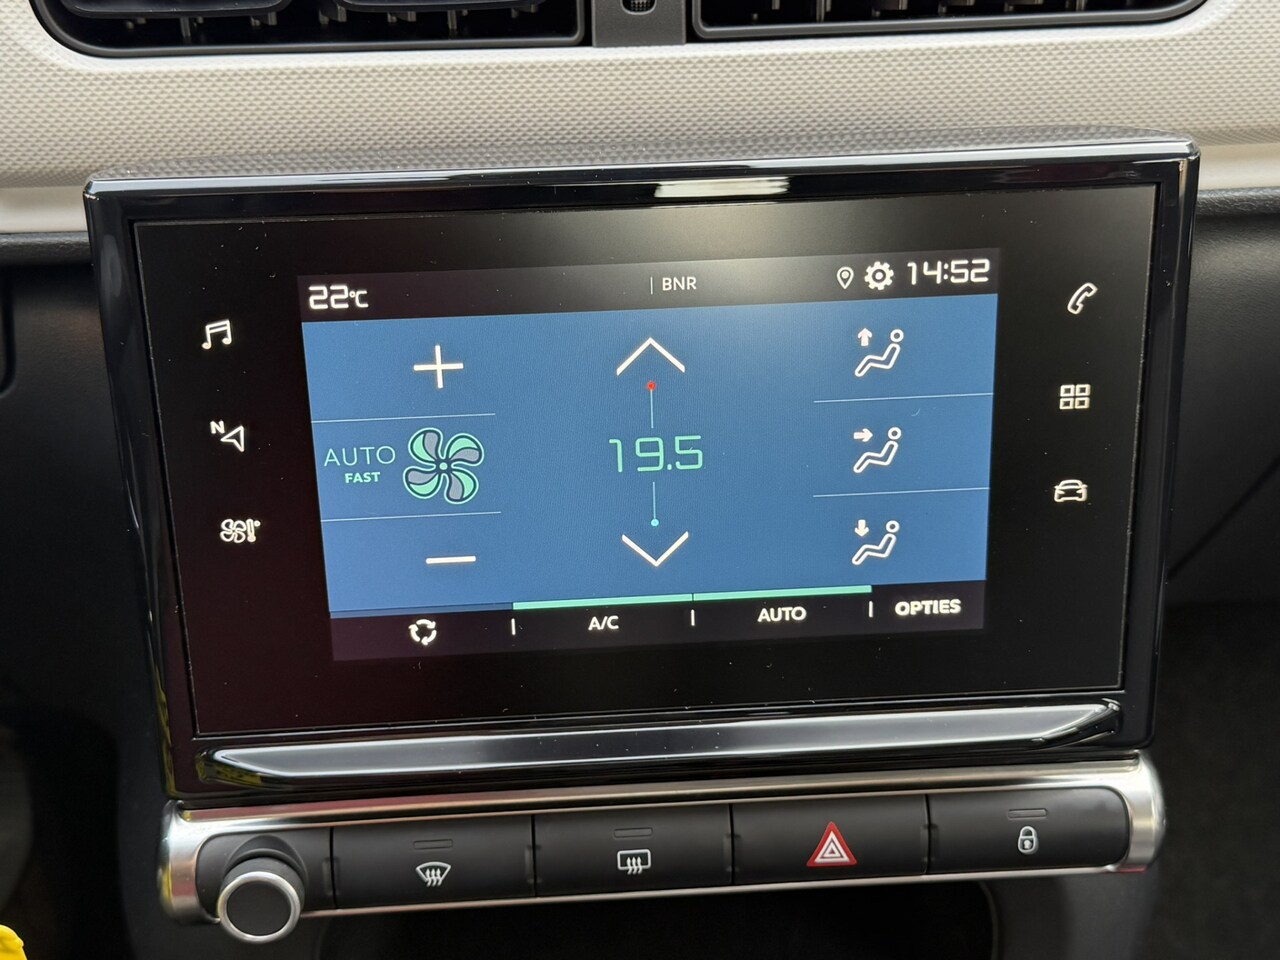 22°C
| BNR
14:52
N
AUTO
FAST
19.5
A/C
AUTO
OPTIES